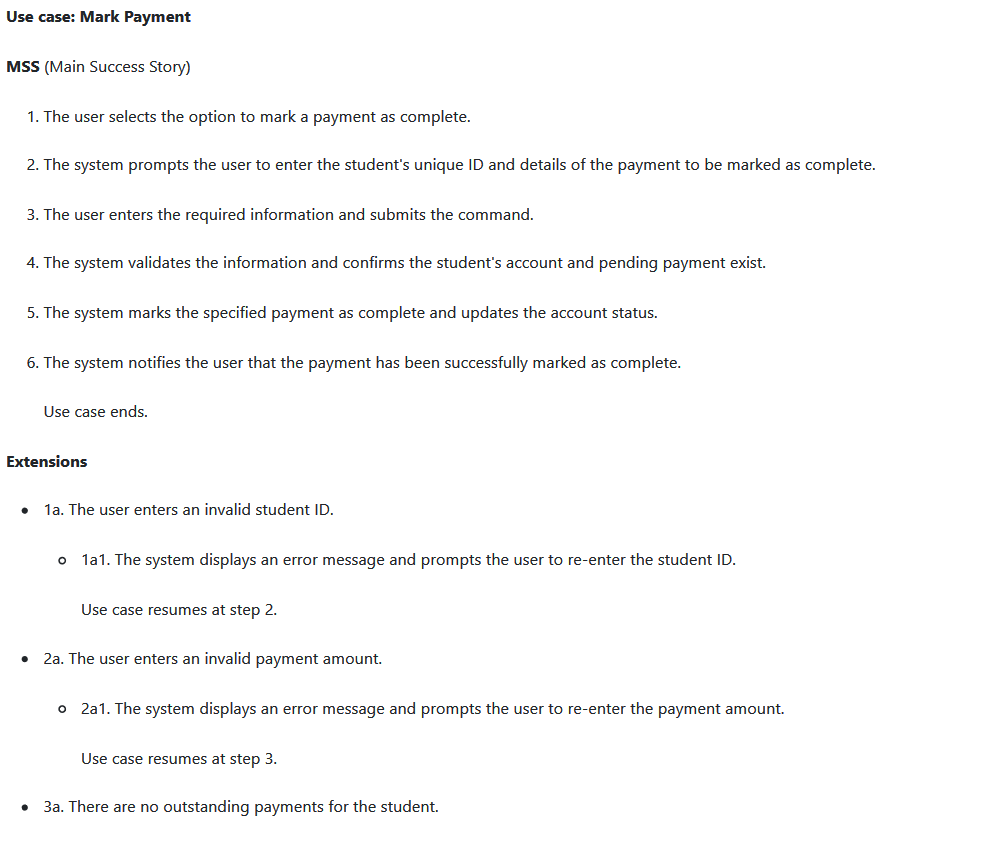 Use case: Mark Payment
MSS (Main Success Story)
1. The user selects the option to mark a payment as complete.
2. The system prompts the user to enter the student's unique ID and details of the payment to be marked as complete.
3. The user enters the required information and submits the command.
4. The system validates the information and confirms the student's account and pending payment exist.
5. The system marks the specified payment as complete and updates the account status.
6. The system notifies the user that the payment has been successfully marked as complete.
Use case ends.
Extensions
• 1a. The user enters an invalid student ID.
○ 1a1. The system displays an error message and prompts the user to re-enter the student ID.
Use case resumes at step 2.
• 2a. The user enters an invalid payment amount.
○ 2a1. The system displays an error message and prompts the user to re-enter the payment amount.
Use case resumes at step 3.
• 3a. There are no outstanding payments for the student.